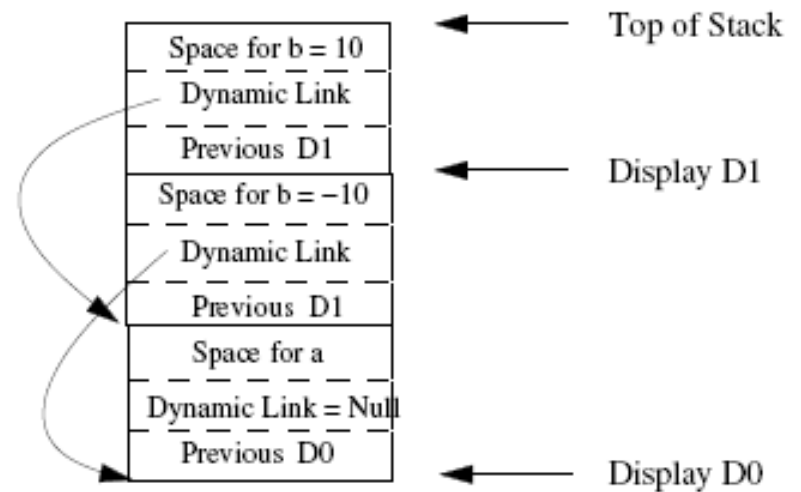 Top of Stack
Space for b = 10
Dynamic Link
Previous D1
Display D1
Space for b = −10
Dynamic Link
Previous D1
Space for a
Dynamic Link = Null
Previous D0
Display D0